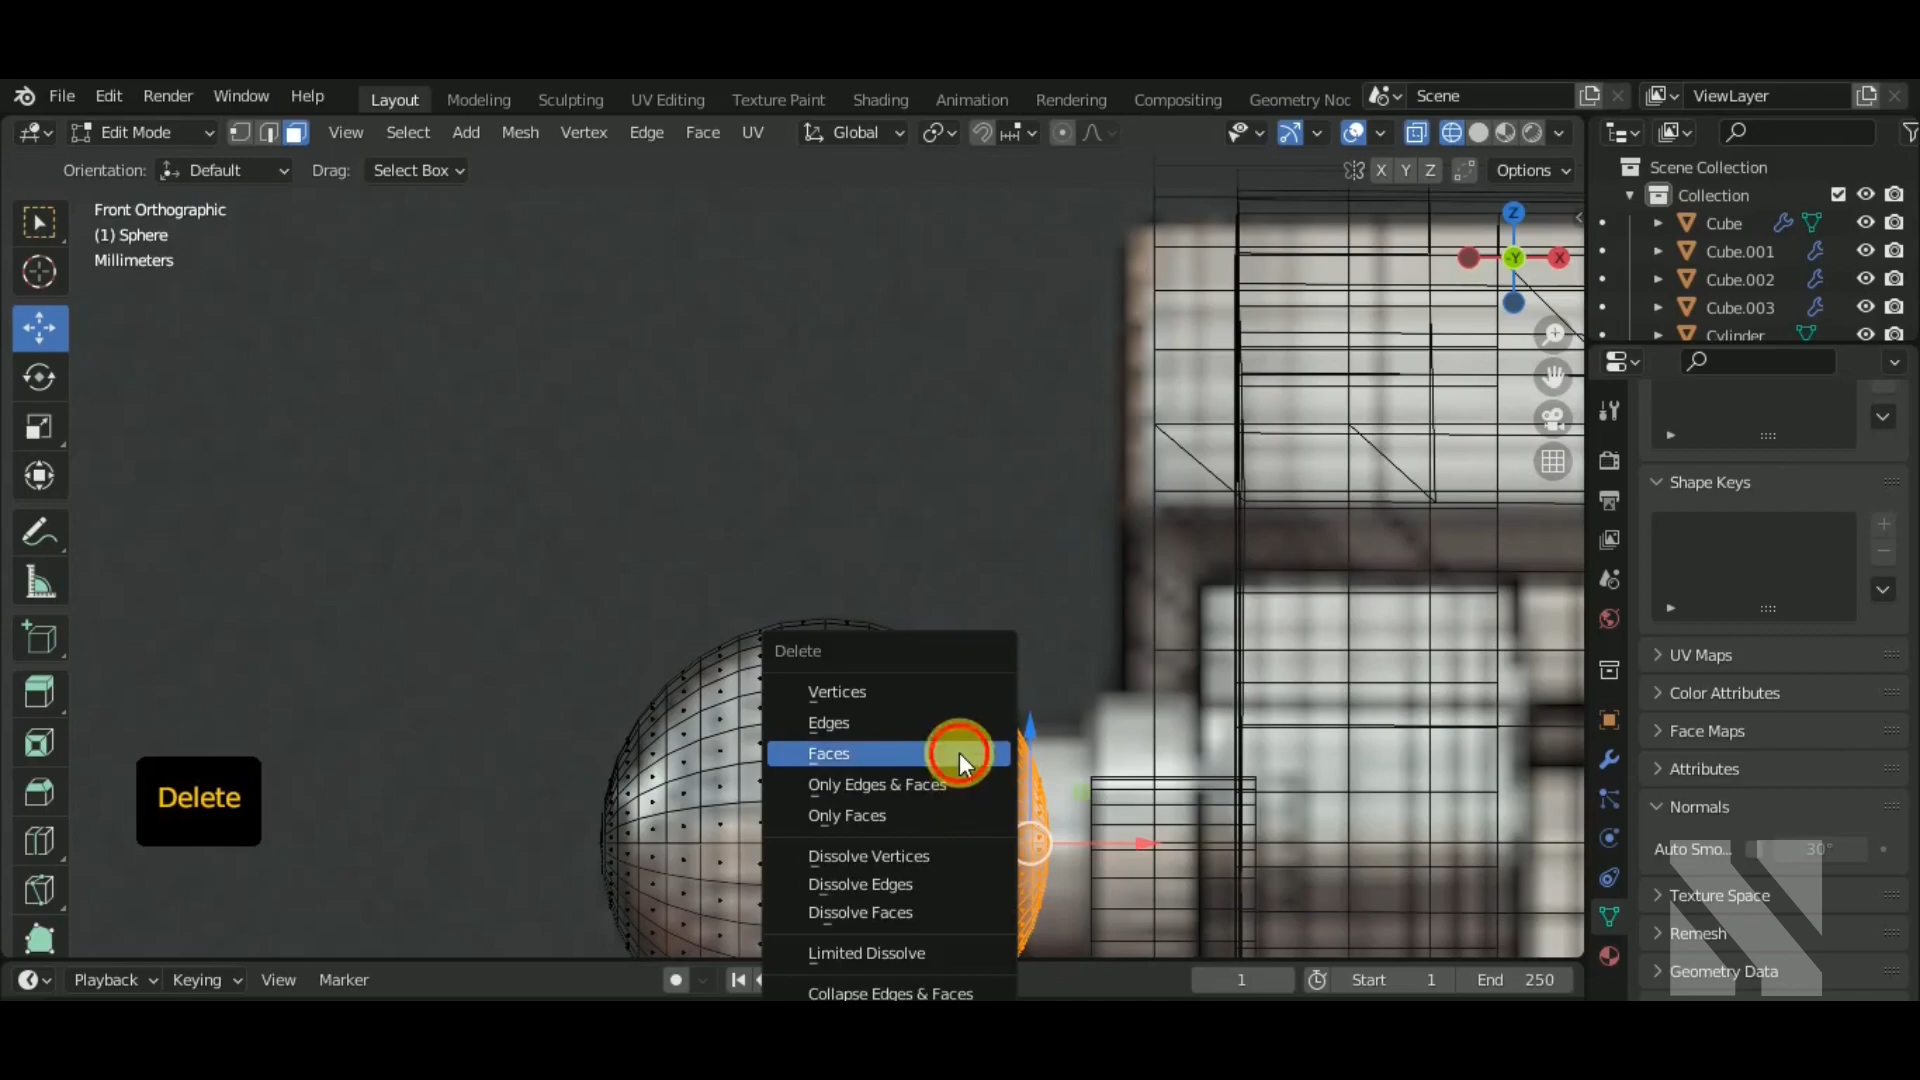 File Edit Render Window Help Layout Modeling Sculpting UV Editing Texture Paint Shading Animation Rendering Compositing Geometry Noc Scene ViewLayer
Edit Mode View Select Add Mesh Vertex Edge Face UV Global
Orientation: Default Drag: Select Box X Y Z Options
Front Orthographic
(1) Sphere
Millimeters
Z
-Y X
Scene Collection
Collection
Cube
Cube.001
Cube.002
Cube.003
Cylinder
Shape Keys
UV Maps
Color Attributes
Face Maps
Attributes
Normals
Auto Smo... 30°
Texture Space
Remesh
Geometry Data
Delete
Vertices
Edges
Faces
Only Edges & Faces
Only Faces
Dissolve Vertices
Dissolve Edges
Dissolve Faces
Limited Dissolve
Collapse Edges & Faces
Delete
Playback Keying View Marker 1 Start 1 End 250